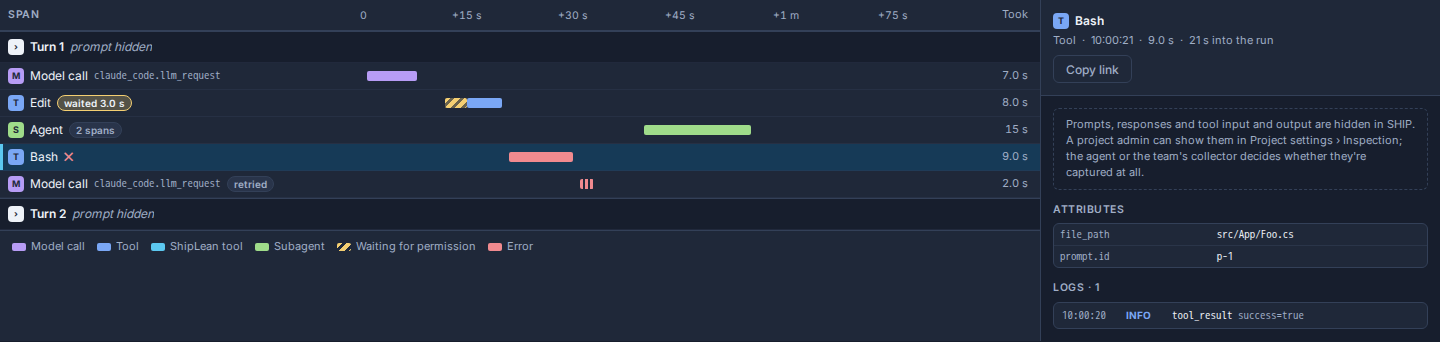 SPAN 0 +15 s +30 s +45 s +1 m +75 s Took
› Turn 1 prompt hidden
M Model call claude_code.llm_request 7.0 s
T Edit waited 3.0 s 8.0 s
S Agent 2 spans 15 s
T Bash ✕ 9.0 s
M Model call claude_code.llm_request retried 2.0 s
› Turn 2 prompt hidden
Model call Tool ShipLean tool Subagent Waiting for permission Error
T Bash
Tool · 10:00:21 · 9.0 s · 21 s into the run
Copy link
Prompts, responses and tool input and output are hidden in SHIP.
A project admin can show them in Project settings › Inspection;
the agent or the team's collector decides whether they're
captured at all.
ATTRIBUTES
file_path src/App/Foo.cs
prompt.id p-1
LOGS · 1
10:00:20 INFO tool_result success=true